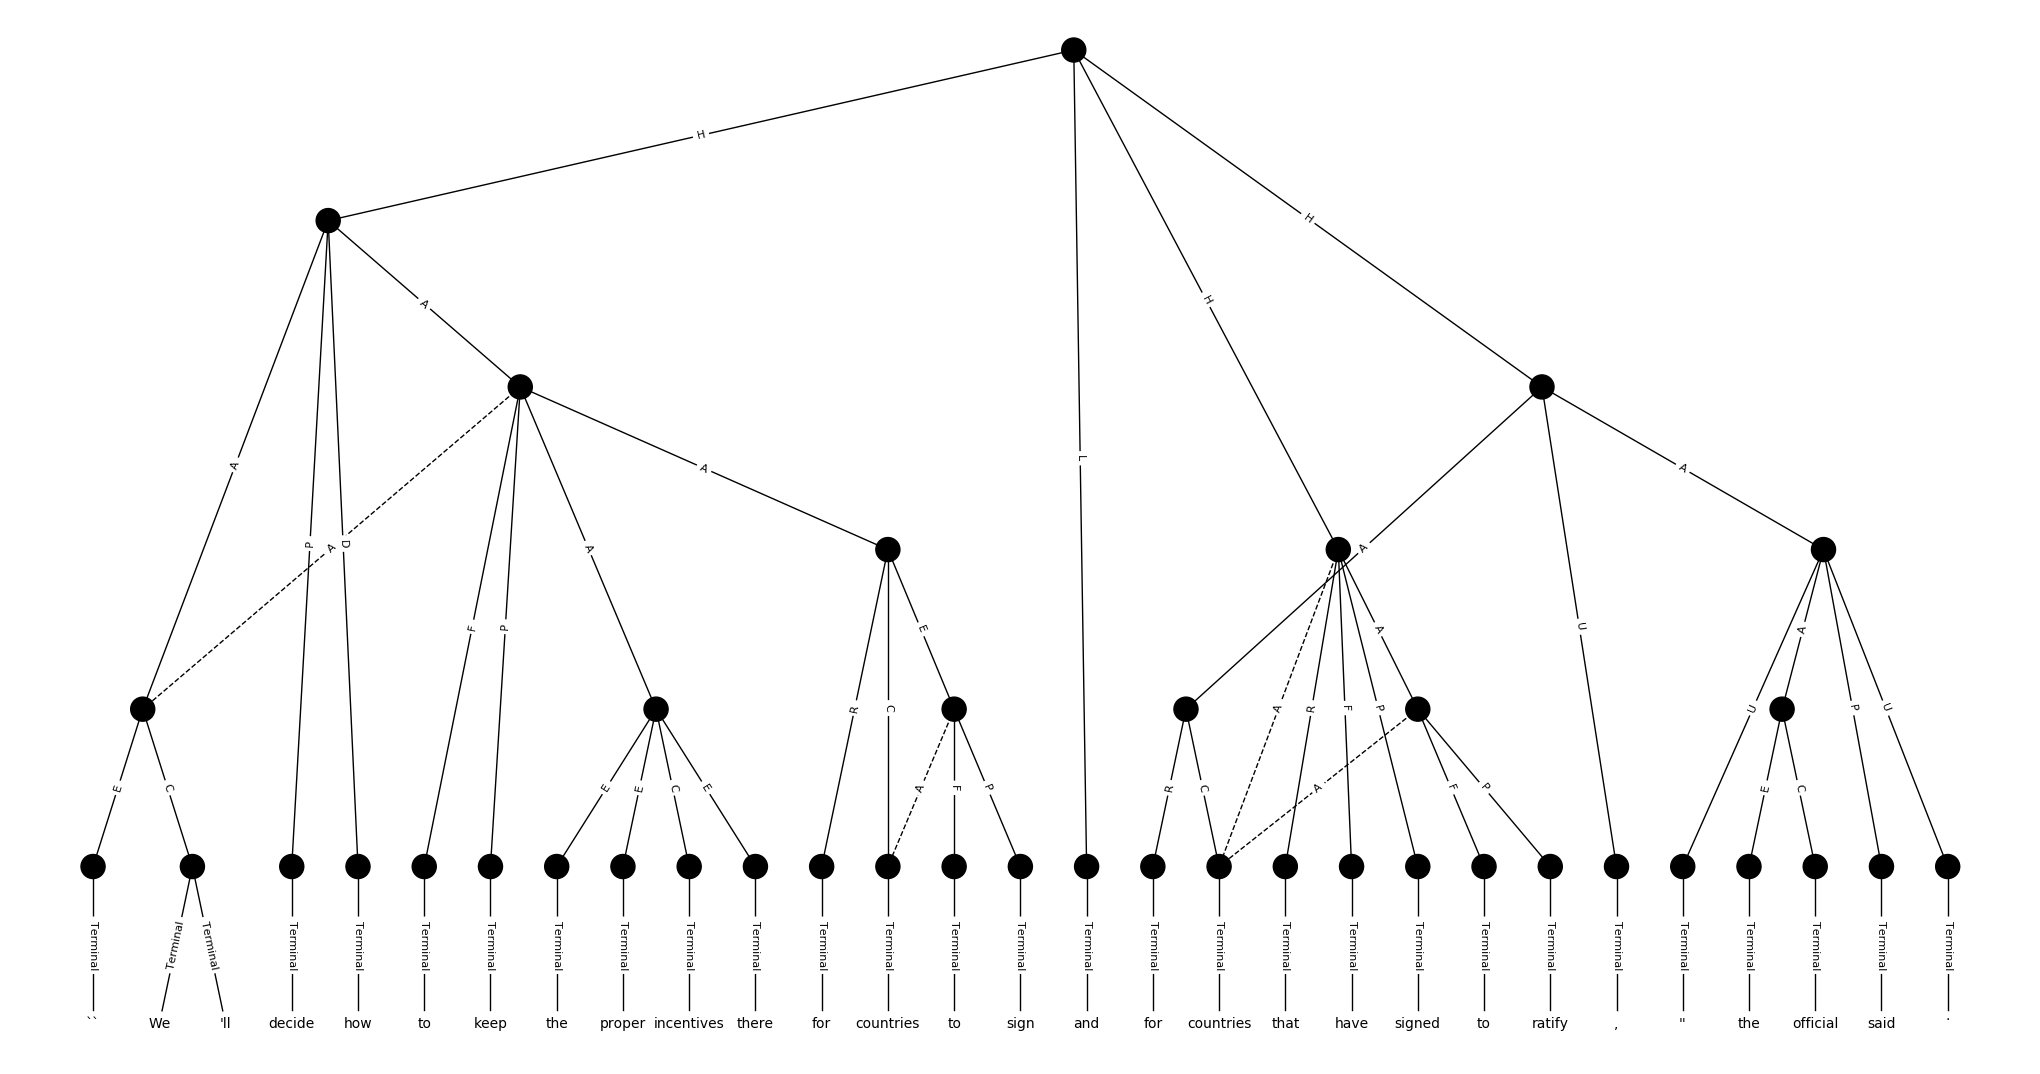 H
H
A
H
L
A
A
A
P
D
A
F
P
A
E
A
A
U
A
R
C
A
R
F
P
U
P
U
E
C
E
E
C
E
A
F
P
R
C
A
F
P
E
C
Terminal Terminal Terminal Terminal Terminal Terminal Terminal Terminal Terminal Terminal Terminal Terminal Terminal Terminal Terminal Terminal Terminal Terminal Terminal Terminal Terminal Terminal Terminal Terminal Terminal Terminal Terminal Terminal Terminal
`` We 'll decide how to keep the proper incentives there for countries to sign and for countries that have signed to ratify , " the official said .